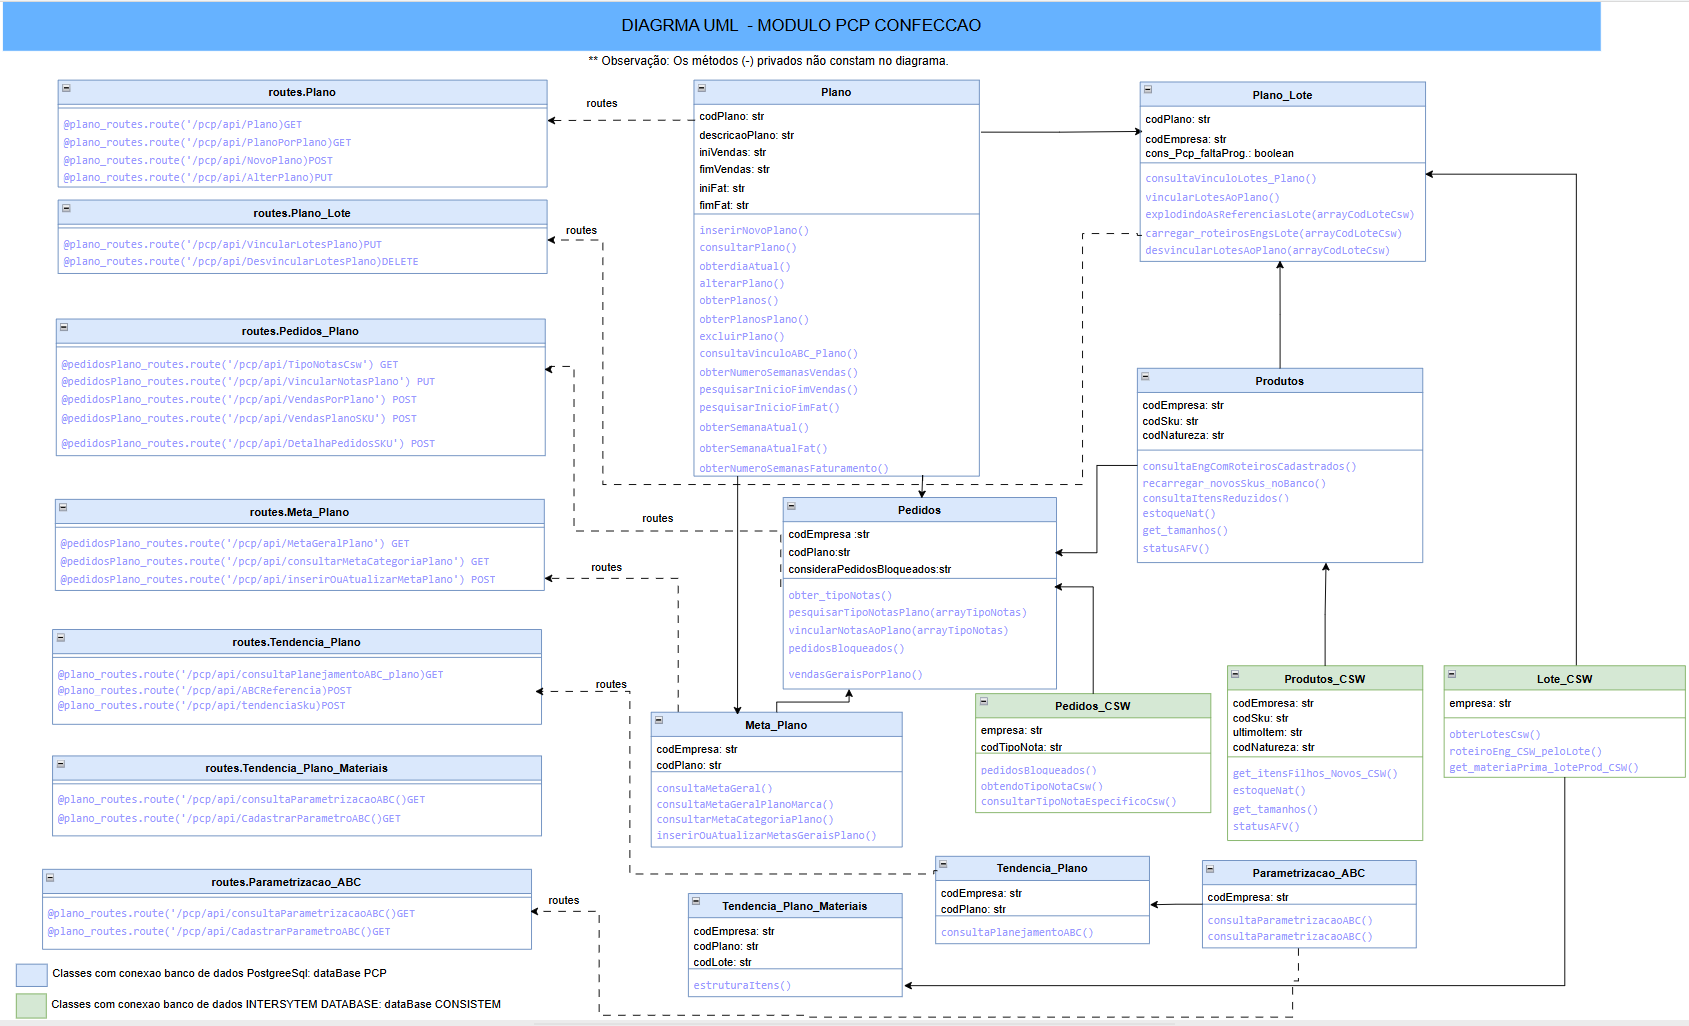 DIAGRMA UML - MODULO PCP CONFECCAO
** Observação: Os métodos (-) privados não constam no diagrama.
routes.Plano
@plano_routes.route('/pcp/api/Plano)GET
@plano_routes.route('/pcp/api/PlanoPorPlano)GET
@plano_routes.route('/pcp/api/NovoPlano)POST
@plano_routes.route('/pcp/api/AlterPlano)PUT
routes
Plano
codPlano: str
descricaoPlano: str
iniVendas: str
fimVendas: str
iniFat: str
fimFat: str
inserirNovoPlano()
consultarPlano()
obterdiaAtual()
alterarPlano()
obterPlanos()
obterPlanosPlano()
excluirPlano()
consultaVinculoABC_Plano()
obterNumeroSemanasVendas()
pesquisarInicioFimVendas()
pesquisarInicioFimFat()
obterSemanaAtual()
obterSemanaAtualFat()
obterNumeroSemanasFaturamento()
Plano_Lote
codPlano: str
codEmpresa: str
cons_Pcp_faltaProg.: boolean
consultaVinculoLotes_Plano()
vincularLotesAoPlano()
explodindoAsReferenciasLote(arrayCodLoteCsw)
carregar_roteirosEngsLote(arrayCodLoteCsw)
desvincularLotesAoPlano(arrayCodLoteCsw)
routes.Plano_Lote
@plano_routes.route('/pcp/api/VincularLotesPlano)PUT
@plano_routes.route('/pcp/api/DesvincularLotesPlano)DELETE
routes
routes.Pedidos_Plano
@pedidosPlano_routes.route('/pcp/api/TipoNotasCsw') GET
@pedidosPlano_routes.route('/pcp/api/VincularNotasPlano') PUT
@pedidosPlano_routes.route('/pcp/api/VendasPorPlano') POST
@pedidosPlano_routes.route('/pcp/api/VendasPlanoSKU') POST
@pedidosPlano_routes.route('/pcp/api/DetalhaPedidosSKU') POST
Produtos
codEmpresa: str
codSku: str
codNatureza: str
consultaEngComRoteirosCadastrados()
recarregar_novosSkus_noBanco()
consultaItensReduzidos()
estoqueNat()
get_tamanhos()
statusAFV()
routes.Meta_Plano
@pedidosPlano_routes.route('/pcp/api/MetaGeralPlano') GET
@pedidosPlano_routes.route('/pcp/api/consultarMetaCategoriaPlano') GET
@pedidosPlano_routes.route('/pcp/api/inserirOuAtualizarMetaPlano') POST
routes
routes
Pedidos
codEmpresa :str
codPlano:str
consideraPedidosBloqueados:str
obter_tipoNotas()
pesquisarTipoNotasPlano(arrayTipoNotas)
vincularNotasAoPlano(arrayTipoNotas)
pedidosBloqueados()
vendasGeraisPorPlano()
routes.Tendencia_Plano
@plano_routes.route('/pcp/api/consultaPlanejamentoABC_plano)GET
@plano_routes.route('/pcp/api/ABCReferencia)POST
@plano_routes.route('/pcp/api/tendenciaSku)POST
routes
Meta_Plano
codEmpresa: str
codPlano: str
consultaMetaGeral()
consultaMetaGeralPlanoMarca()
consultarMetaCategoriaPlano()
inserirOuAtualizarMetasGeraisPlano()
Pedidos_CSW
empresa: str
codTipoNota: str
pedidosBloqueados()
obtendoTipoNotaCsw()
consultarTipoNotaEspecificoCsw()
Produtos_CSW
codEmpresa: str
codSku: str
ultimoItem: str
codNatureza: str
get_itensFilhos_Novos_CSW()
estoqueNat()
get_tamanhos()
statusAFV()
Lote_CSW
empresa: str
obterLotesCsw()
roteiroEng_CSW_peloLote()
get_materiaPrima_loteProd_CSW()
routes.Tendencia_Plano_Materiais
@plano_routes.route('/pcp/api/consultaParametrizacaoABC()GET
@plano_routes.route('/pcp/api/CadastrarParametroABC()GET
routes.Parametrizacao_ABC
@plano_routes.route('/pcp/api/consultaParametrizacaoABC()GET
@plano_routes.route('/pcp/api/CadastrarParametroABC()GET
routes
Tendencia_Plano_Materiais
codEmpresa: str
codPlano: str
codLote: str
estruturaItens()
Tendencia_Plano
codEmpresa: str
codPlano: str
consultaPlanejamentoABC()
Parametrizacao_ABC
codEmpresa: str
consultaParametrizacaoABC()
consultaParametrizacaoABC()
Classes com conexao banco de dados PostgreeSql: dataBase PCP
Classes com conexao banco de dados INTERSYTEM DATABASE: dataBase CONSISTEM